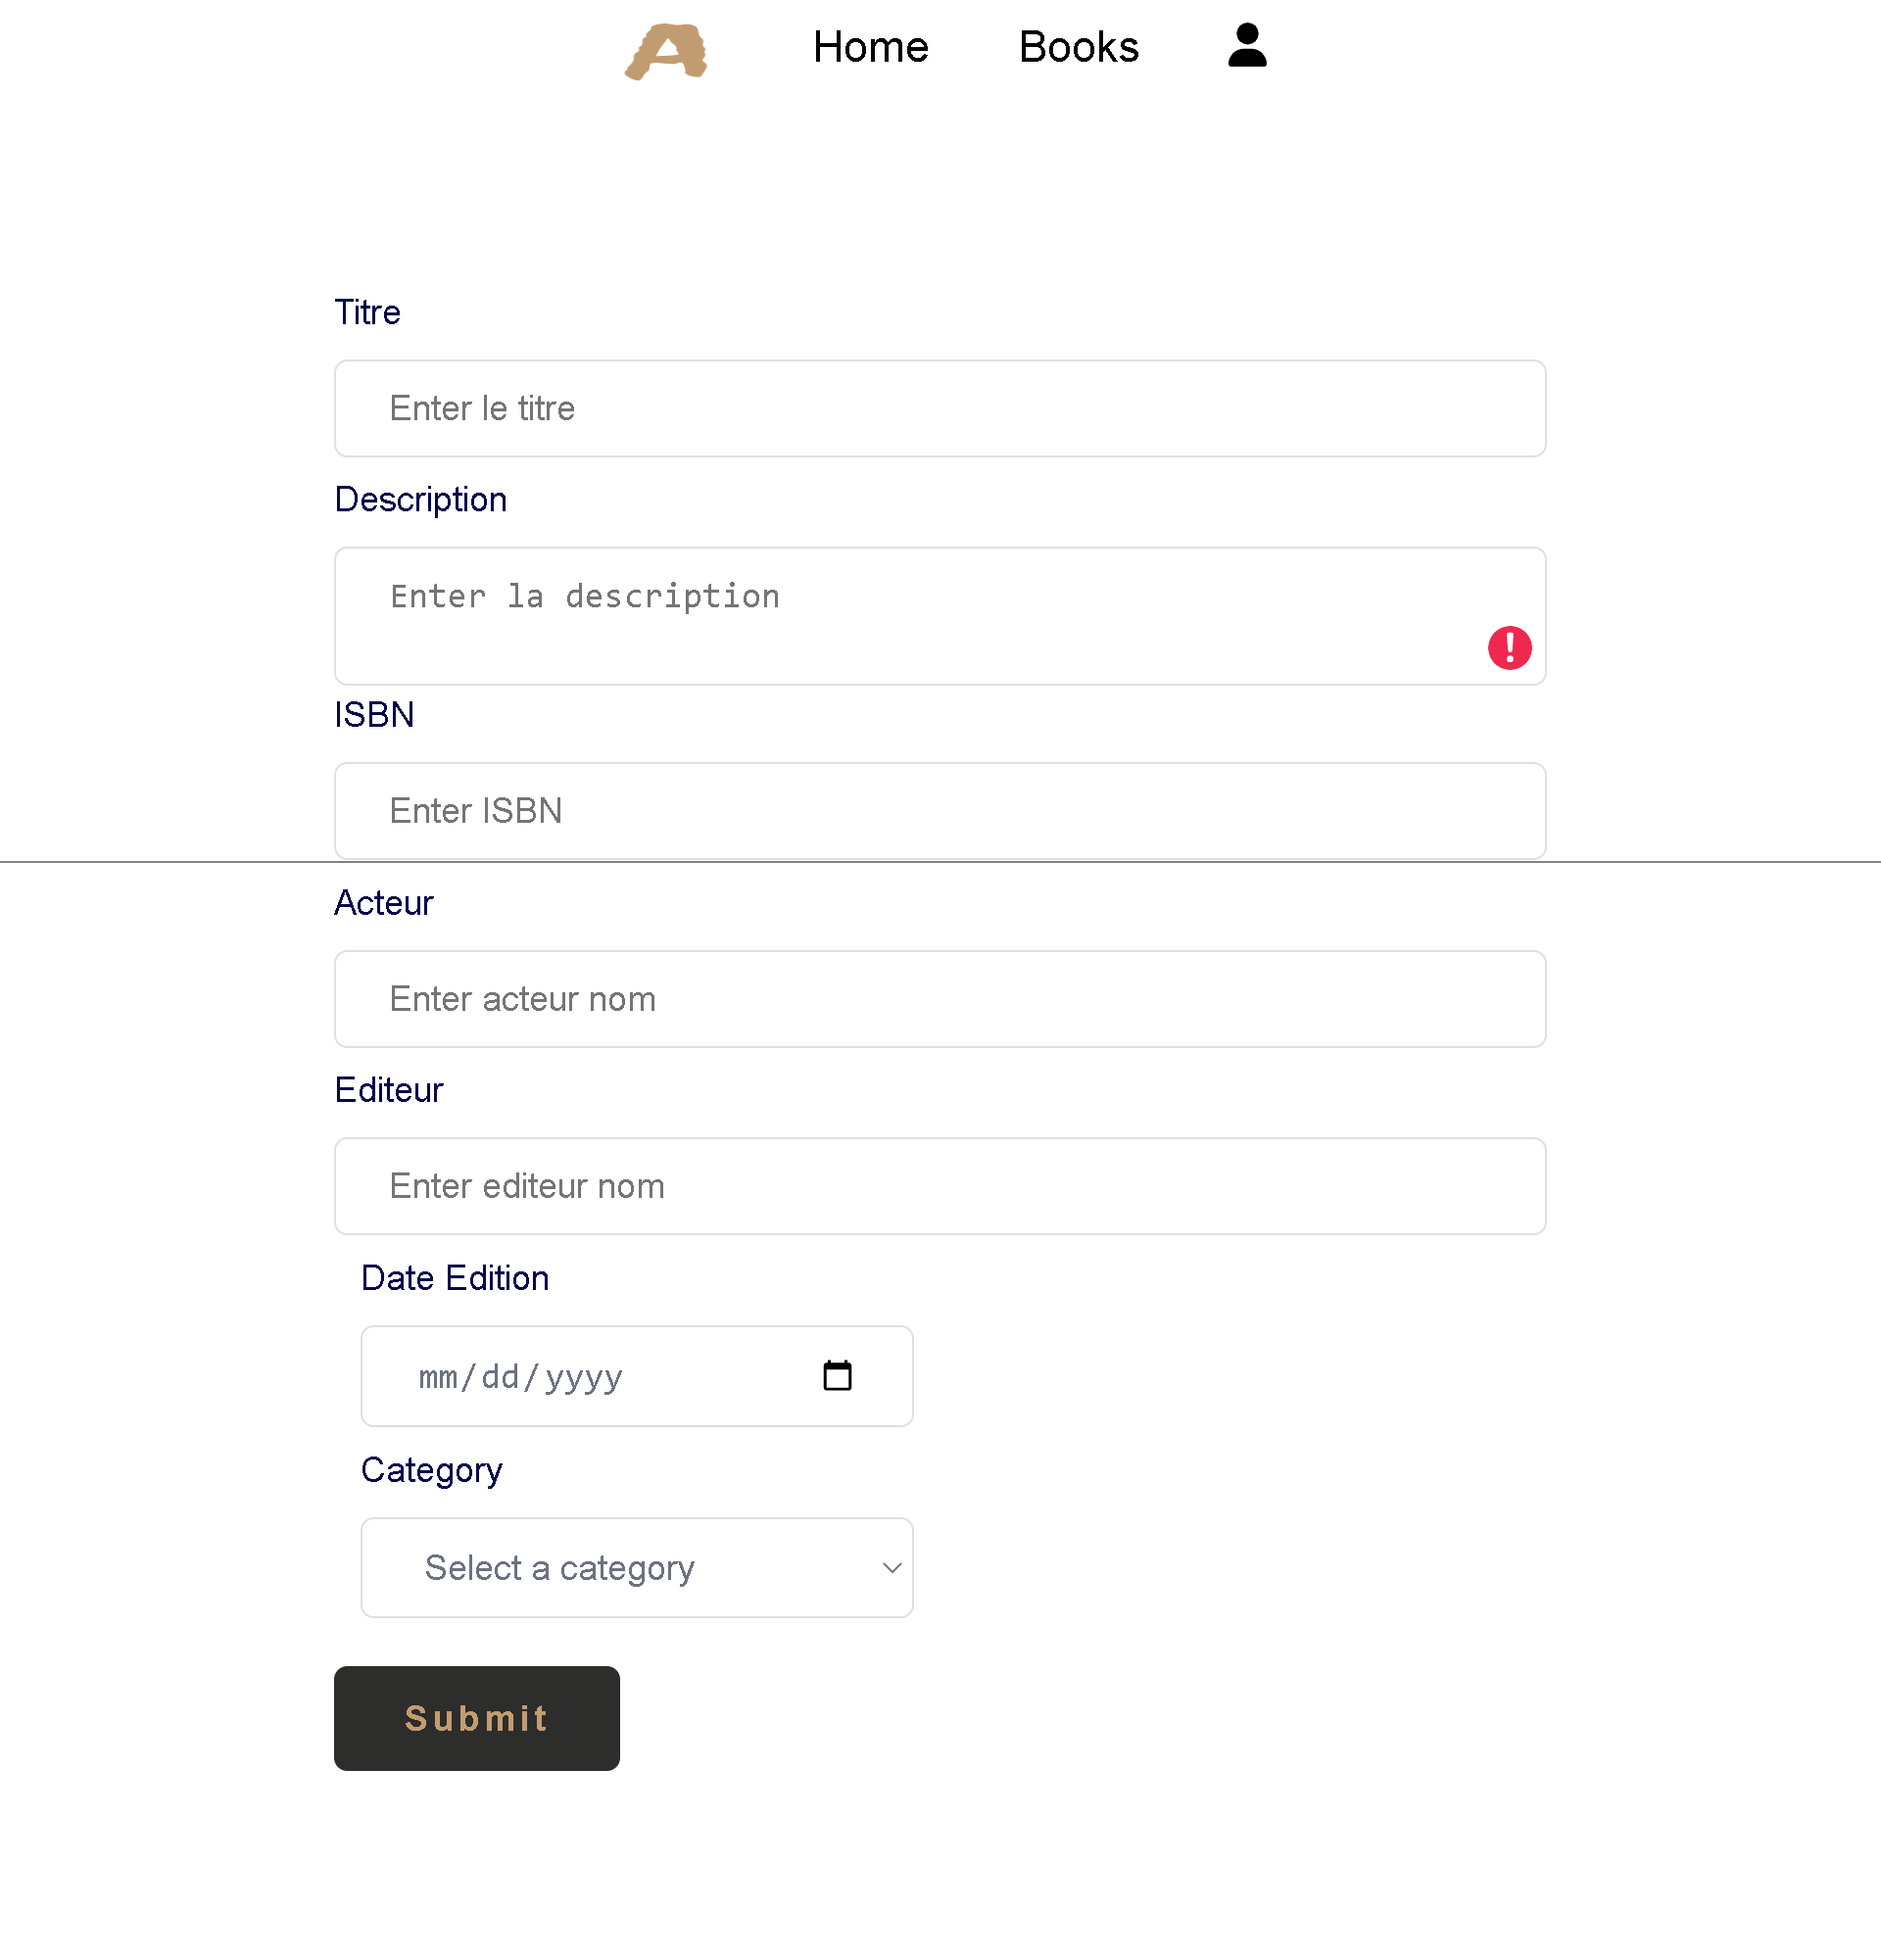 A
Home
Books
Titre
Enter le titre
Description
Enter la description
ISBN
Enter ISBN
Acteur
Enter acteur nom
Editeur
Enter editeur nom
Date Edition
mm/dd/yyyy
Category
Select a category
Submit